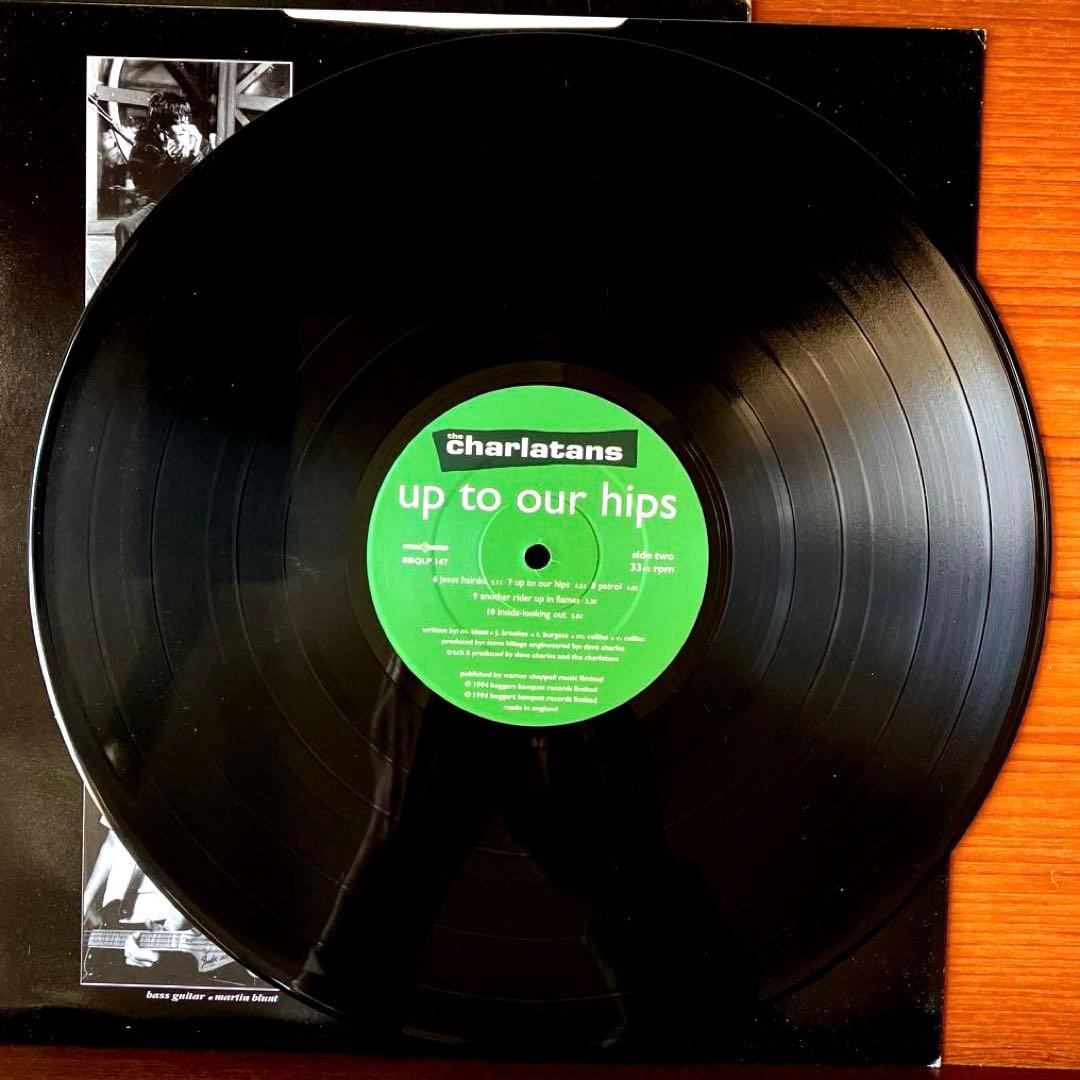 the
charlatans
up to our hips
BBQLP 147
side two
33⅓ rpm
6 jesus hairdo 3.11 7 up to our hips 4.51 8 patrol
9 another rider up in flames
10 inside-looking out
written by: m. blunt • j. brookes • t. burgess • m. collins • r. collins
produced by: steve hillage engineered by: dave charles
track 6 produced by dave charles and the charlatans
published by warner chappell music limited
℗ 1994 beggars banquet records limited
© 1994 beggars banquet records limited
made in england
bass guitar • martin blunt